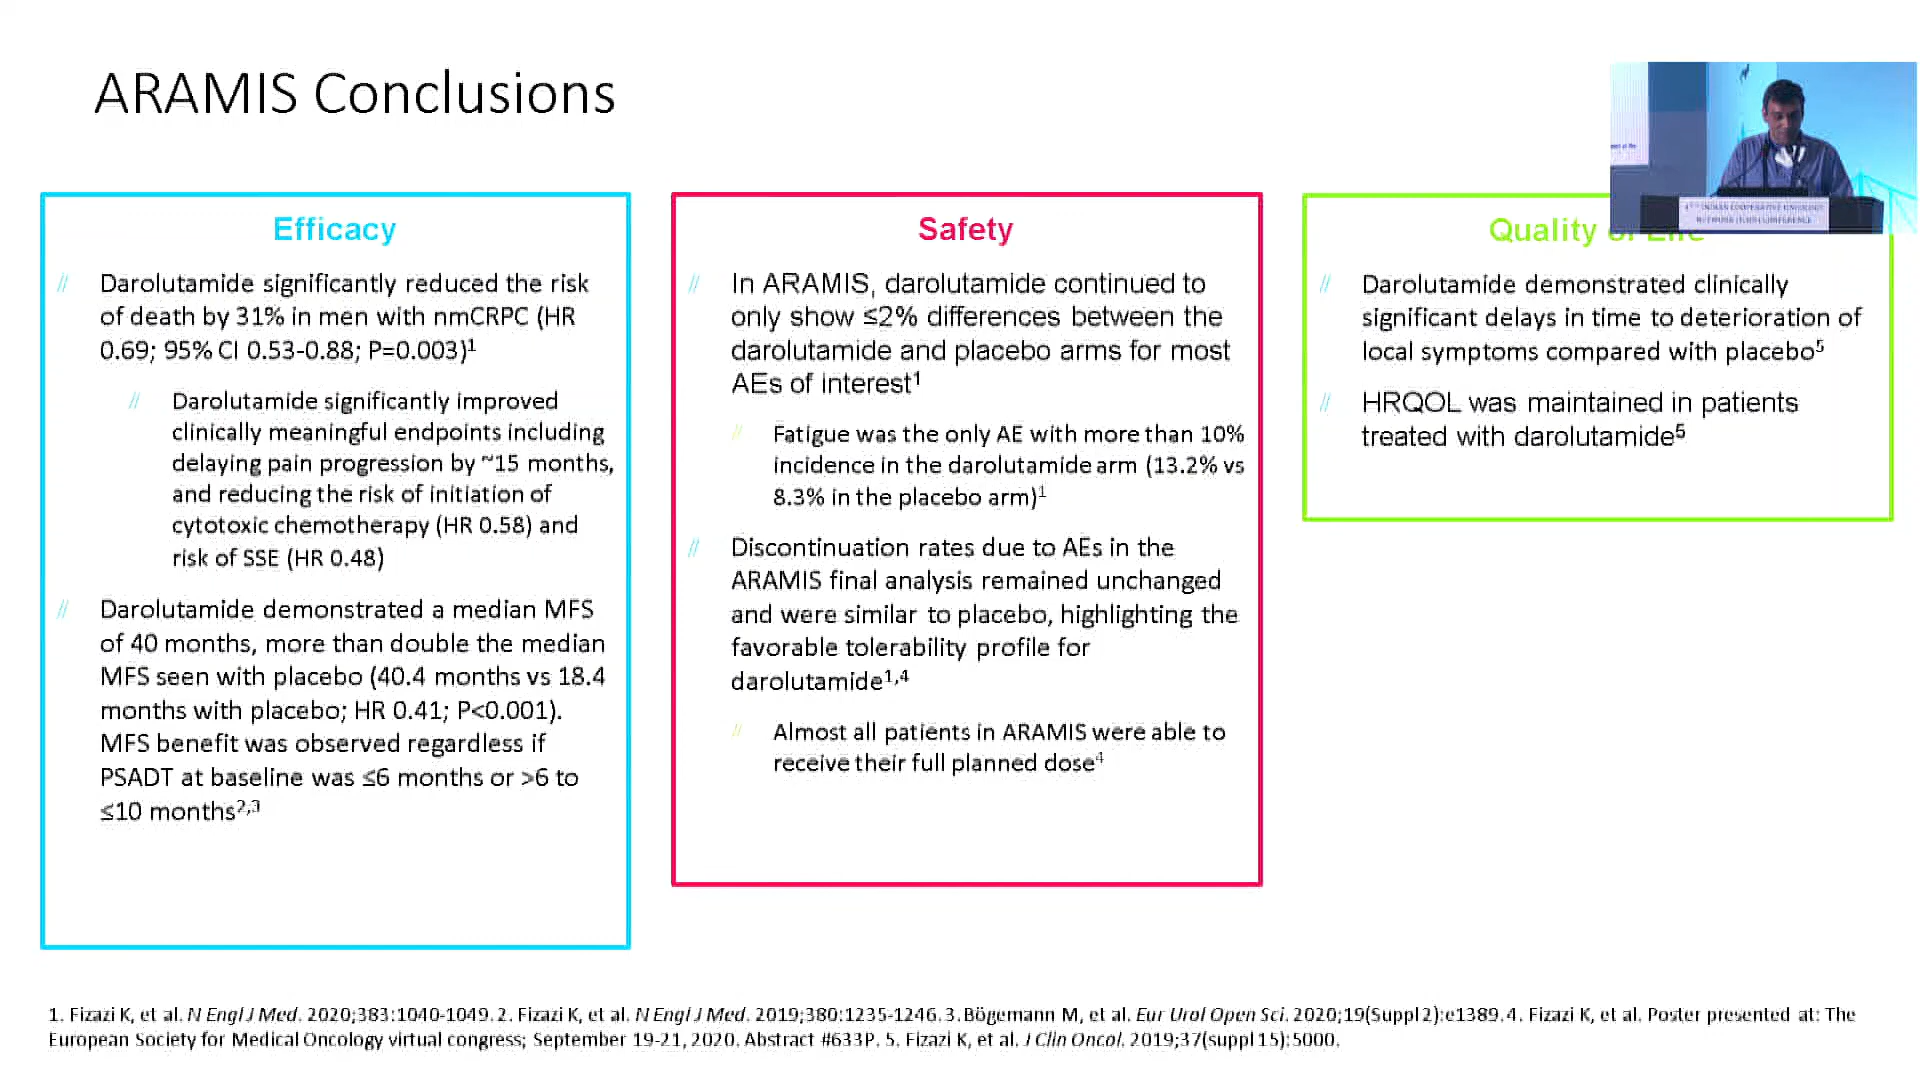 ARAMIS Conclusions
Efficacy
// Darolutamide significantly reduced the risk
of death by 31% in men with nmCRPC (HR
0.69; 95% CI 0.53-0.88; P=0.003)¹
// Darolutamide significantly improved
clinically meaningful endpoints including
delaying pain progression by ~15 months,
and reducing the risk of initiation of
cytotoxic chemotherapy (HR 0.58) and
risk of SSE (HR 0.48)
// Darolutamide demonstrated a median MFS
of 40 months, more than double the median
MFS seen with placebo (40.4 months vs 18.4
months with placebo; HR 0.41; P<0.001).
MFS benefit was observed regardless if
PSADT at baseline was ≤6 months or >6 to
≤10 months²,³
Safety
// In ARAMIS, darolutamide continued to
only show ≤2% differences between the
darolutamide and placebo arms for most
AEs of interest¹
// Fatigue was the only AE with more than 10%
incidence in the darolutamide arm (13.2% vs
8.3% in the placebo arm)¹
// Discontinuation rates due to AEs in the
ARAMIS final analysis remained unchanged
and were similar to placebo, highlighting the
favorable tolerability profile for
darolutamide¹,⁴
// Almost all patients in ARAMIS were able to
receive their full planned dose⁴
Quality of Life
// Darolutamide demonstrated clinically
significant delays in time to deterioration of
local symptoms compared with placebo⁵
// HRQOL was maintained in patients
treated with darolutamide⁵
INDIAN COOPERATIVE ONCOLOGY
NETWORK CONFERENCE
1. Fizazi K, et al. N Engl J Med. 2020;383:1040-1049. 2. Fizazi K, et al. N Engl J Med. 2019;380:1235-1246. 3. Bögemann M, et al. Eur Urol Open Sci. 2020;19(Suppl 2):e1389. 4. Fizazi K, et al. Poster presented at: The
European Society for Medical Oncology virtual congress; September 19-21, 2020. Abstract #633P. 5. Fizazi K, et al. J Clin Oncol. 2019;37(suppl 15):5000.